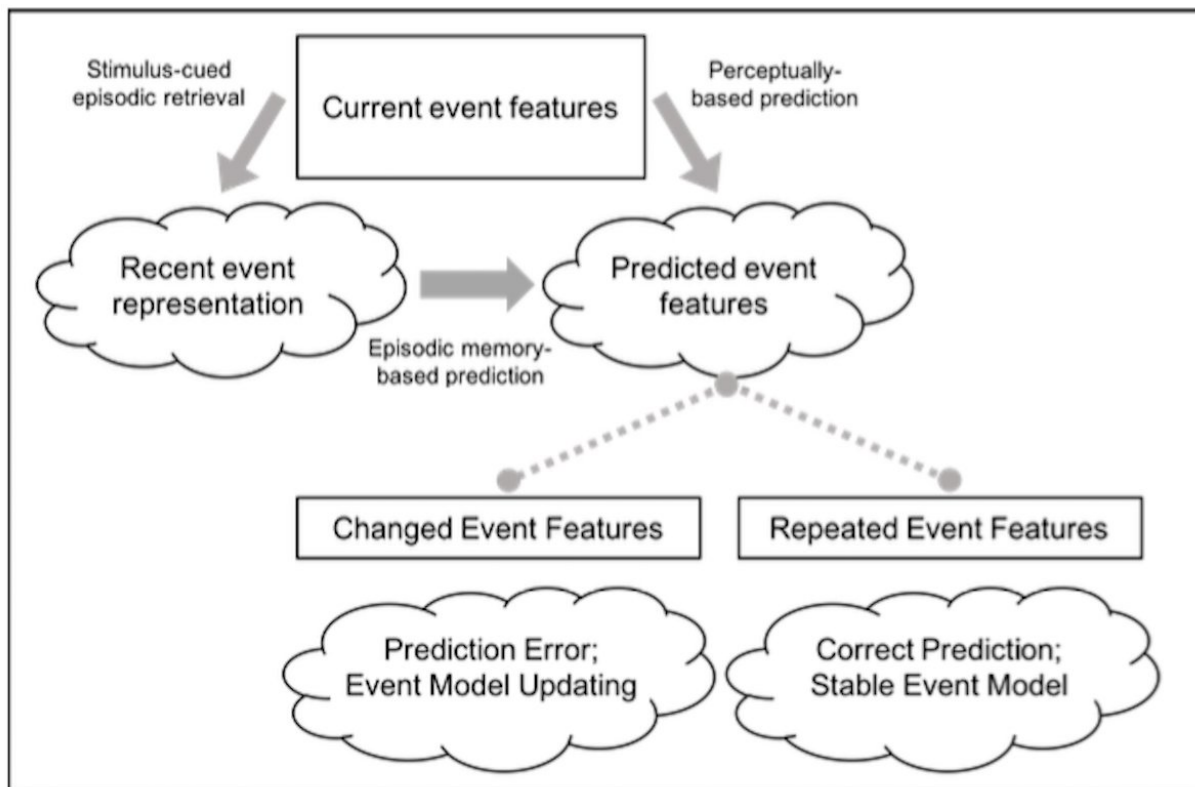 Stimulus-cued
episodic retrieval
Current event features
Perceptually-
based prediction
Recent event
representation
Predicted event
features
Episodic memory-
based prediction
Changed Event Features
Repeated Event Features
Prediction Error;
Event Model Updating
Correct Prediction;
Stable Event Model